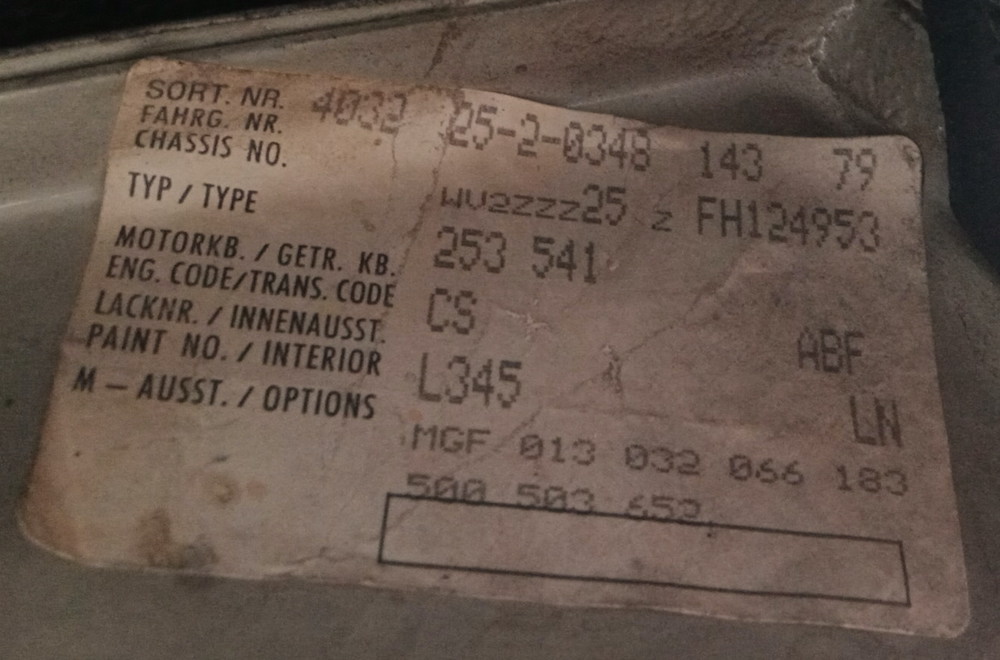 SORT. NR. 4032 25-2-0348 143 79
FAHRG. NR.
CHASSIS NO. WV2ZZZ25 Z FH124953
TYP / TYPE 253 541
MOTORKB. / GETR. KB.
ENG. CODE/TRANS. CODE CS ABF
LACKNR. / INNENAUSST.
PAINT NO. / INTERIOR L345 LN
M – AUSST. / OPTIONS MGF 013 032 066 183
500 503 652